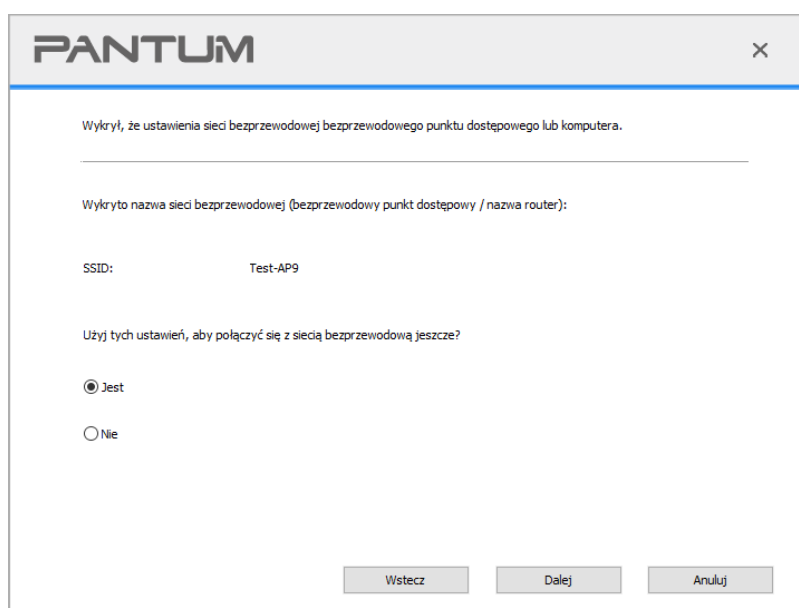 PANTUM
Wykrył, że ustawienia sieci bezprzewodowej bezprzewodowego punktu dostępowego lub komputera.
Wykryto nazwa sieci bezprzewodowej (bezprzewodowy punkt dostępowy / nazwa router):
SSID: Test-AP9
Użyj tych ustawień, aby połączyć się z siecią bezprzewodową jeszcze?
Jest
Nie
Wstecz Dalej Anuluj